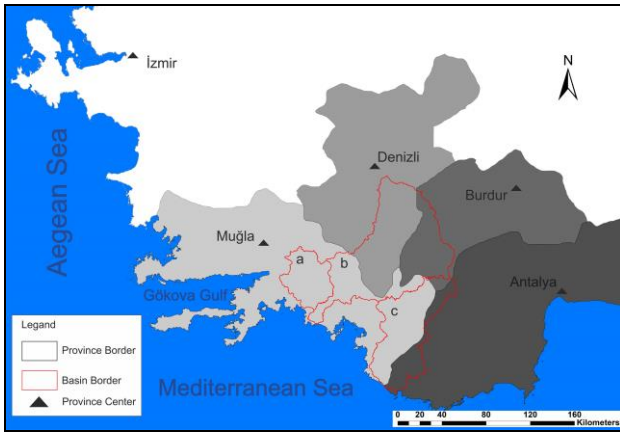 İzmir
N
Aegean Sea
Denizli
Burdur
Muğla
a
b
Gökova Gulf
Antalya
c
Legand
Province Border
Basin Border
Province Center
Mediterranean Sea
0 20 40 80 120 160
Kilometers